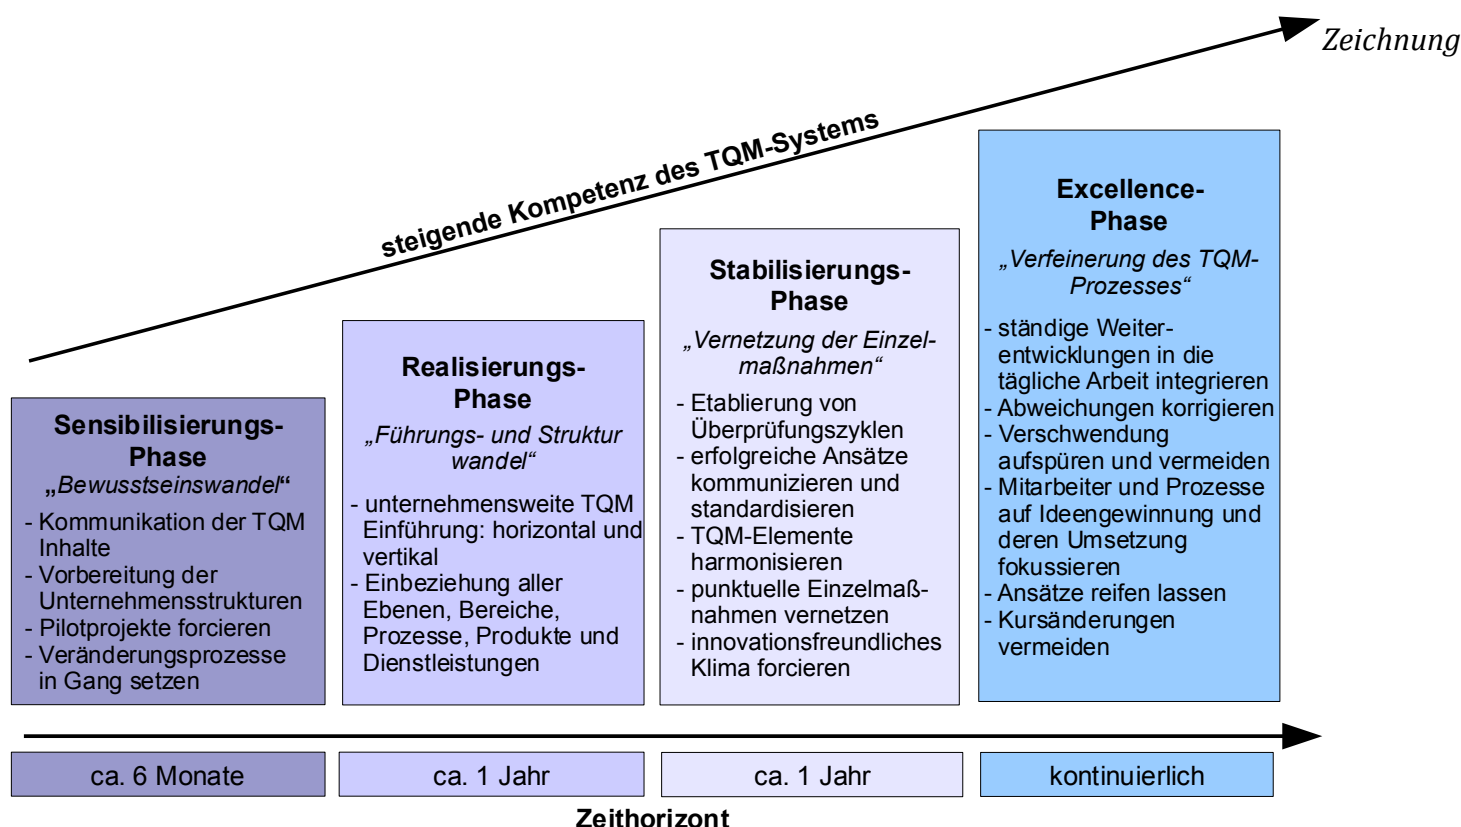 Zeichnung
steigende Kompetenz des TQM-Systems
Sensibilisierungs-
Phase
„Bewusstseinswandel“
- Kommunikation der TQM
Inhalte
- Vorbereitung der
Unternehmensstrukturen
- Pilotprojekte forcieren
- Veränderungsprozesse
in Gang setzen
Realisierungs-
Phase
„Führungs- und Struktur
wandel“
- unternehmensweite TQM
Einführung: horizontal und
vertikal
- Einbeziehung aller
Ebenen, Bereiche,
Prozesse, Produkte und
Dienstleistungen
Stabilisierungs-
Phase
„Vernetzung der Einzel-
maßnahmen“
- Etablierung von
Überprüfungszyklen
- erfolgreiche Ansätze
kommunizieren und
standardisieren
- TQM-Elemente
harmonisieren
- punktuelle Einzelmaß-
nahmen vernetzen
- innovationsfreundliches
Klima forcieren
Excellence-
Phase
„Verfeinerung des TQM-
Prozesses“
- ständige Weiter-
entwicklungen in die
tägliche Arbeit integrieren
- Abweichungen korrigieren
- Verschwendung
aufspüren und vermeiden
- Mitarbeiter und Prozesse
auf Ideengewinnung und
deren Umsetzung
fokussieren
- Ansätze reifen lassen
- Kursänderungen
vermeiden
ca. 6 Monate
ca. 1 Jahr
ca. 1 Jahr
kontinuierlich
Zeithorizont